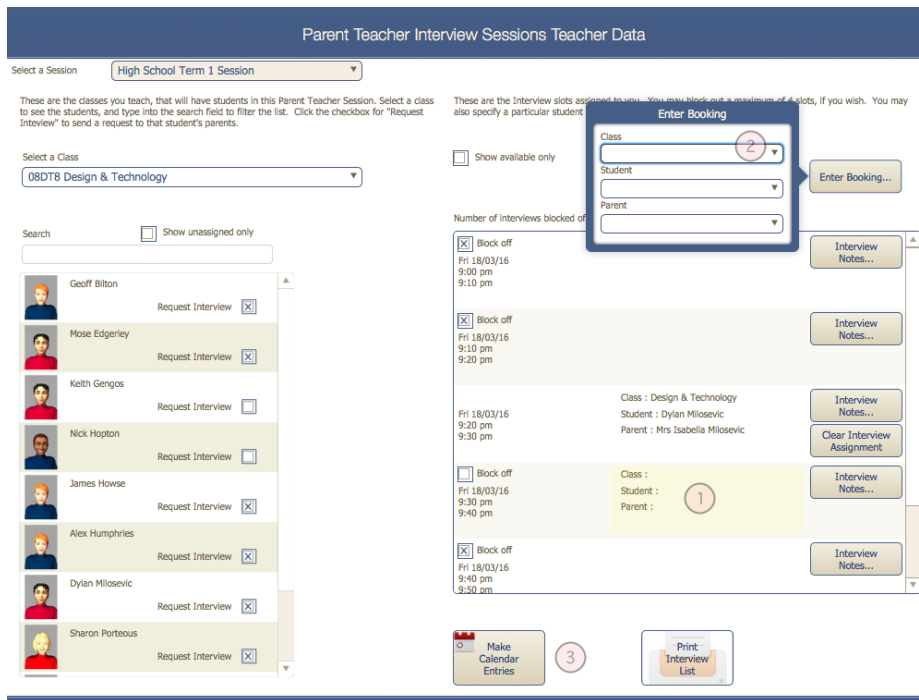 Parent Teacher Interview Sessions Teacher Data
Select a Session
High School Term 1 Session
These are the classes you teach, that will have students in this Parent Teacher Session. Select a class
to see the students, and type into the search field to filter the list. Click the checkbox for "Request
Inteview" to send a request to that student's parents.
Select a Class
08DT8 Design & Technology
Search
Show unassigned only
Geoff Bilton
Request Interview
Mose Edgerley
Request Interview
Keith Gengos
Request Interview
Nick Hopton
Request Interview
James Howse
Request Interview
Alex Humphries
Request Interview
Dylan Milosevic
Request Interview
Sharon Porteous
Request Interview
These are the Interview slots assigned to you. You may block out a maximum of 4 slots, if you wish. You may
also specify a particular student
Show available only
Enter Booking
Class
2
Student
Parent
Enter Booking...
Number of interviews blocked of
Block off
Fri 18/03/16
9:00 pm
9:10 pm
Interview
Notes...
Block off
Fri 18/03/16
9:10 pm
9:20 pm
Interview
Notes...
Fri 18/03/16
9:20 pm
9:30 pm
Class : Design & Technology
Student : Dylan Milosevic
Parent : Mrs Isabella Milosevic
Interview
Notes...
Clear Interview
Assignment
Block off
Fri 18/03/16
9:30 pm
9:40 pm
Class :
Student :
Parent :
1
Interview
Notes...
Block off
Fri 18/03/16
9:40 pm
9:50 pm
Interview
Notes...
Make
Calendar
Entries
3
Print
Interview
List